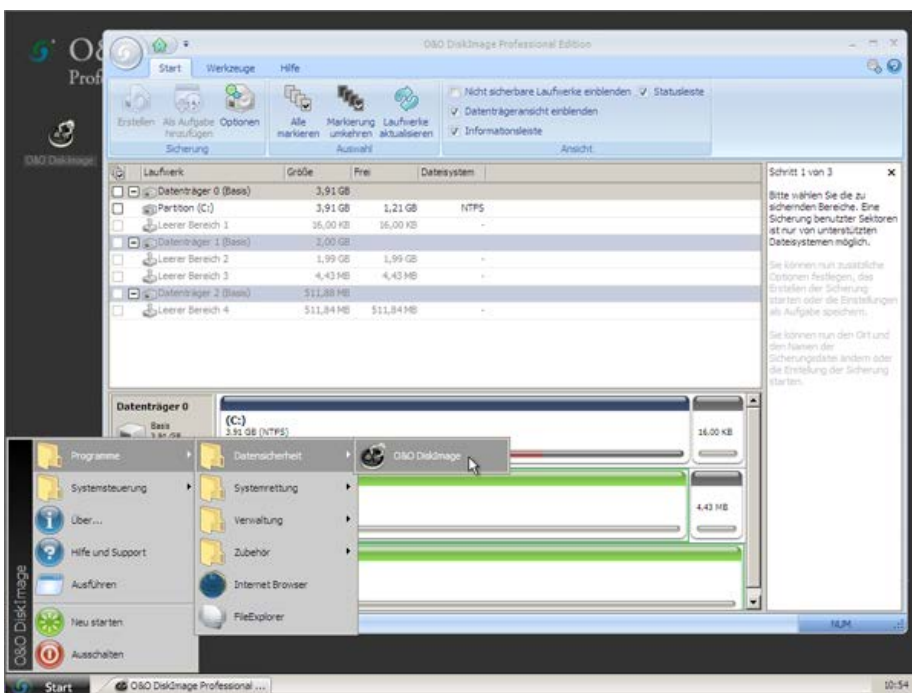 O&O DiskImage Professional Edition
O&
Prof
O&O DiskImage
Start Werkzeuge Hilfe
Erstellen
Als Aufgabe hinzufügen
Optionen
Sicherung
Alle markieren
Markierung umkehren
Laufwerke aktualisieren
Auswahl
Nicht sicherbare Laufwerke einblenden
Statusleiste
Datenträgeransicht einblenden
Informationsleiste
Ansicht
Laufwerk Größe Frei Dateisystem
Datenträger 0 (Basis) 3,91 GB
Partition (C:) 3,91 GB 1,21 GB NTFS
Leerer Bereich 1 16,00 KB 16,00 KB -
Datenträger 1 (Basis) 2,00 GB
Leerer Bereich 2 1,99 GB 1,99 GB -
Leerer Bereich 3 4,43 MB 4,43 MB -
Datenträger 2 (Basis) 511,88 MB
Leerer Bereich 4 511,84 MB 511,84 MB -
Schritt 1 von 3
Bitte wählen Sie die zu
sichernden Bereiche. Eine
Sicherung benutzter Sektoren
ist nur von unterstützten
Dateisystemen möglich.
Sie können nun zusätzliche
Optionen festlegen, das
Erstellen der Sicherung
starten oder die Einstellungen
als Aufgabe speichern.
Sie können nun den Ort und
den Namen der
Sicherungsdatei ändern oder
die Erstellung der Sicherung
starten.
Datenträger 0
Basis
3,91 GB
(C:)
3,91 GB (NTFS)
16,00 KB
4,43 MB
O&O DiskImage
Programme
Systemsteuerung
Über...
Hilfe und Support
Ausführen
Neu starten
Ausschalten
Datensicherheit
Systemrettung
Verwaltung
Zubehör
Internet Browser
FileExplorer
O&O DiskImage
NUM
Start
O&O DiskImage Professional ...
10:54